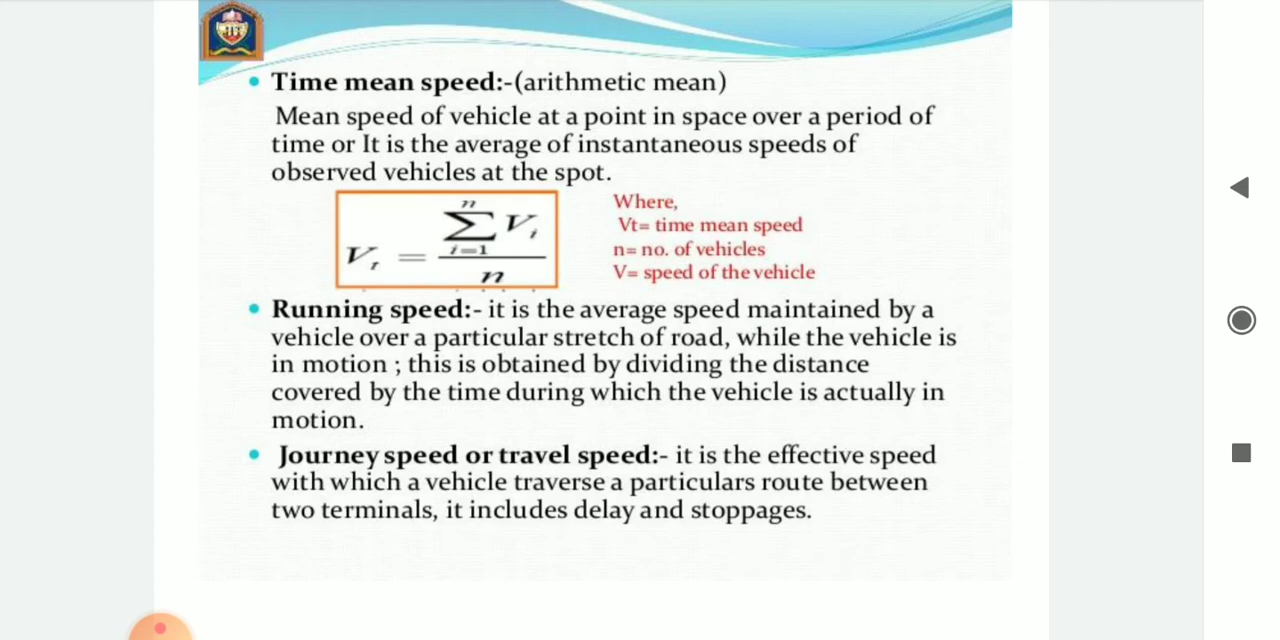 Time mean speed:-(arithmetic mean)
Mean speed of vehicle at a point in space over a period of
time or It is the average of instantaneous speeds of
observed vehicles at the spot.
V_t = \frac{\sum_{i=1}^{n} V_i}{n}
Where,
Vt= time mean speed
n= no. of vehicles
V= speed of the vehicle
Running speed:- it is the average speed maintained by a
vehicle over a particular stretch of road, while the vehicle is
in motion ; this is obtained by dividing the distance
covered by the time during which the vehicle is actually in
motion.
Journey speed or travel speed:- it is the effective speed
with which a vehicle traverse a particulars route between
two terminals, it includes delay and stoppages.